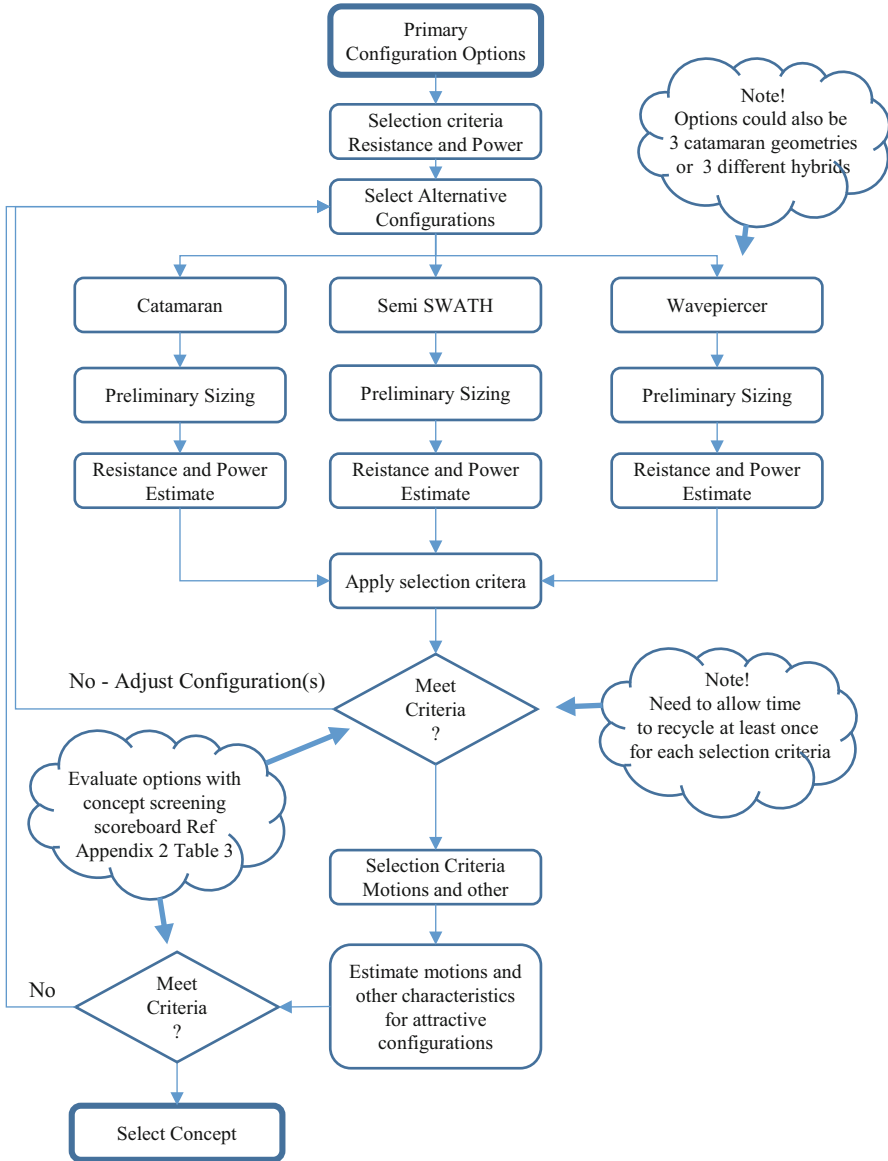 Primary
Configuration Options
Selection criteria
Resistance and Power
Note!
Options could also be
3 catamaran geometries
or 3 different hybrids
Select Alternative
Configurations
Catamaran
Semi SWATH
Wavepiercer
Preliminary Sizing
Preliminary Sizing
Preliminary Sizing
Resistance and Power
Estimate
Reistance and Power
Estimate
Reistance and Power
Estimate
Apply selection critera
No - Adjust Configuration(s)
Meet
Criteria
?
Note!
Need to allow time
to recycle at least once
for each selection criteria
Evaluate options with
concept screening
scoreboard Ref
Appendix 2 Table 3
Selection Criteria
Motions and other
Estimate motions and
other characteristics
for attractive
configurations
No
Meet
Criteria
?
Select Concept